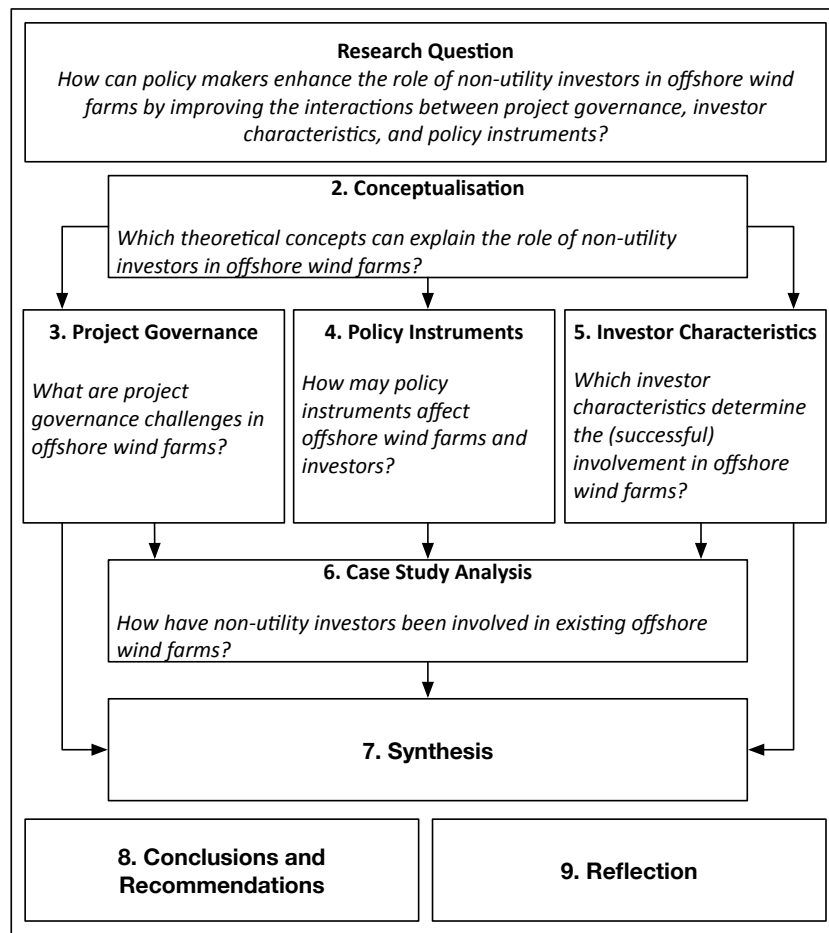 Research Question
How can policy makers enhance the role of non-utility investors in offshore wind
farms by improving the interactions between project governance, investor
characteristics, and policy instruments?
2. Conceptualisation
Which theoretical concepts can explain the role of non-utility
investors in offshore wind farms?
3. Project Governance
What are project
governance challenges in
offshore wind farms?
4. Policy Instruments
How may policy
instruments affect
offshore wind farms and
investors?
5. Investor Characteristics
Which investor
characteristics determine
the (successful)
involvement in offshore
wind farms?
6. Case Study Analysis
How have non-utility investors been involved in existing offshore
wind farms?
7. Synthesis
8. Conclusions and
Recommendations
9. Reflection